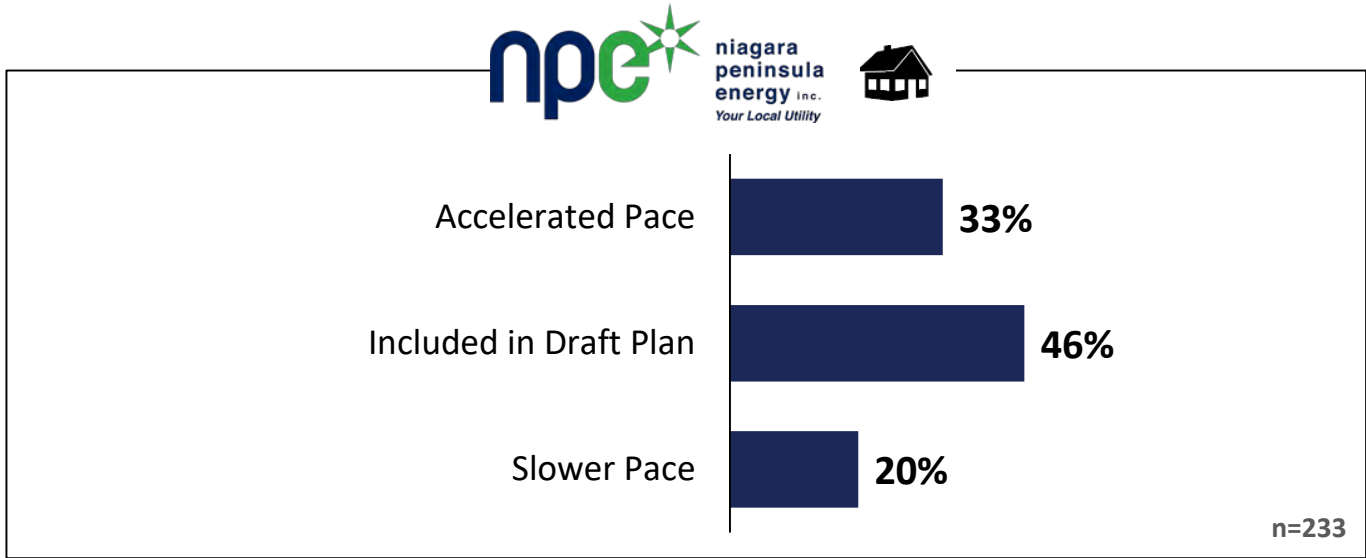 npe
niagara
peninsula
energy inc.
Your Local Utility
Accelerated Pace
33%
Included in Draft Plan
46%
Slower Pace
20%
n=233